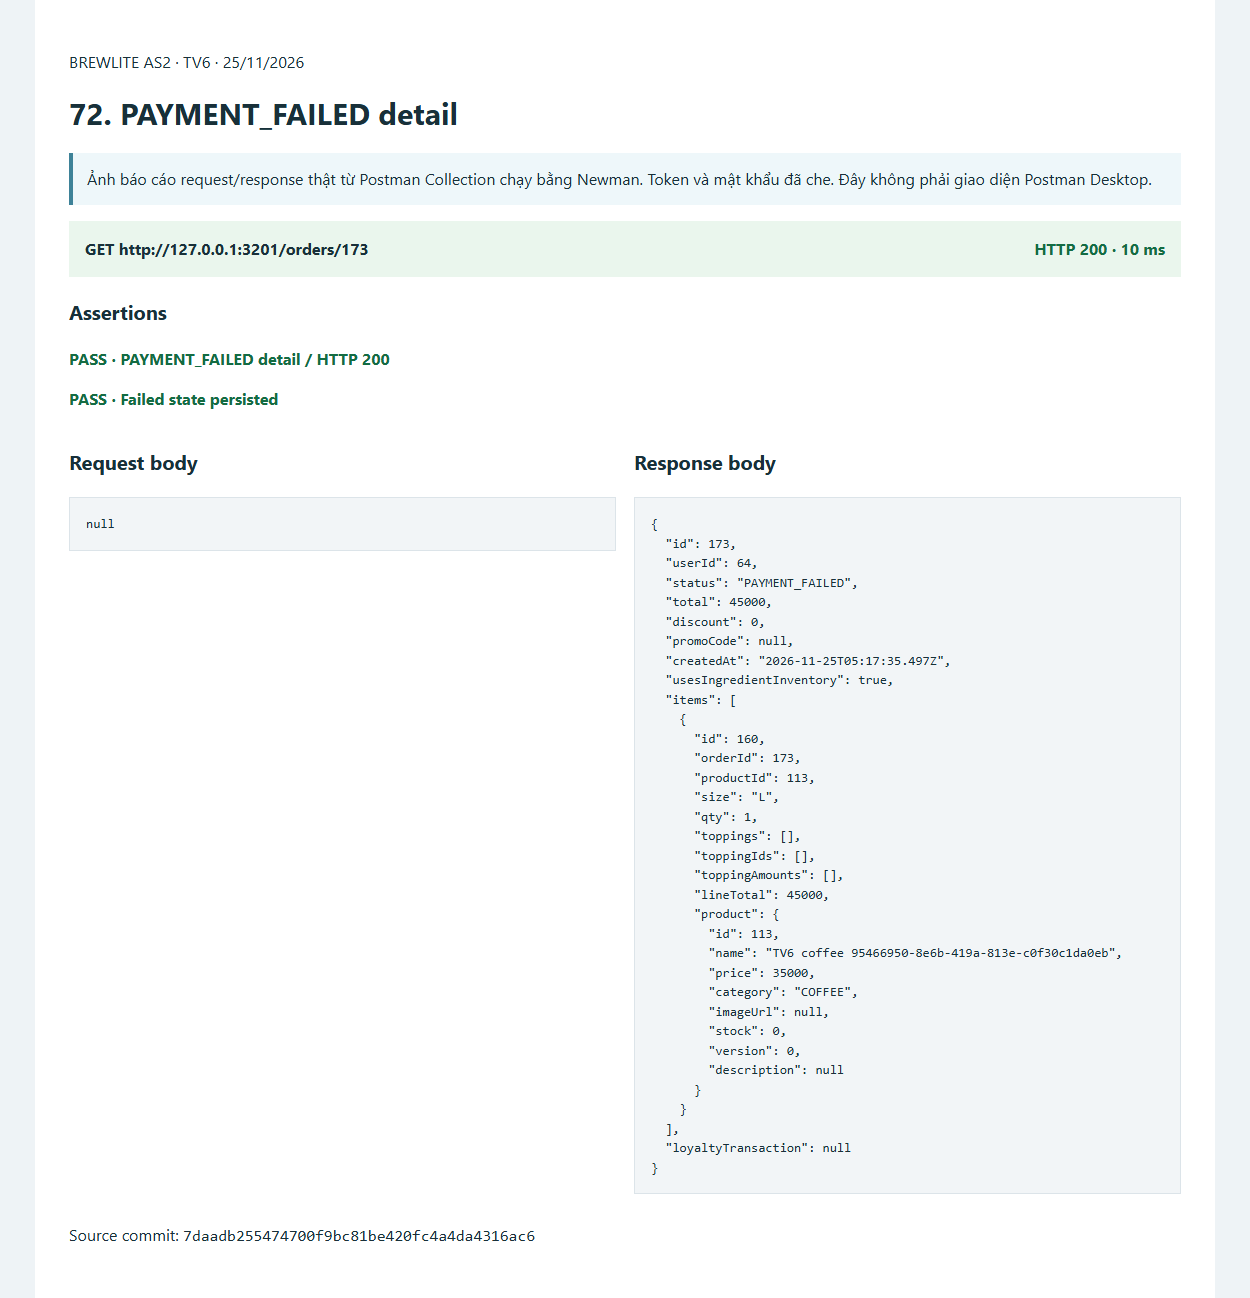 BREWLITE AS2 · TV6 · 25/11/2026
72. PAYMENT_FAILED detail
Ảnh báo cáo request/response thật từ Postman Collection chạy bằng Newman. Token và mật khẩu đã che. Đây không phải giao diện Postman Desktop.
GET http://127.0.0.1:3201/orders/173
HTTP 200 · 10 ms
Assertions
PASS · PAYMENT_FAILED detail / HTTP 200
PASS · Failed state persisted
Request body
null
Response body
{
  "id": 173,
  "userId": 64,
  "status": "PAYMENT_FAILED",
  "total": 45000,
  "discount": 0,
  "promoCode": null,
  "createdAt": "2026-11-25T05:17:35.497Z",
  "usesIngredientInventory": true,
  "items": [
    {
      "id": 160,
      "orderId": 173,
      "productId": 113,
      "size": "L",
      "qty": 1,
      "toppings": [],
      "toppingIds": [],
      "toppingAmounts": [],
      "lineTotal": 45000,
      "product": {
        "id": 113,
        "name": "TV6 coffee 95466950-8e6b-419a-813e-c0f30c1da0eb",
        "price": 35000,
        "category": "COFFEE",
        "imageUrl": null,
        "stock": 0,
        "version": 0,
        "description": null
      }
    }
  ],
  "loyaltyTransaction": null
}
Source commit: 7daadb255474700f9bc81be420fc4a4da4316ac6